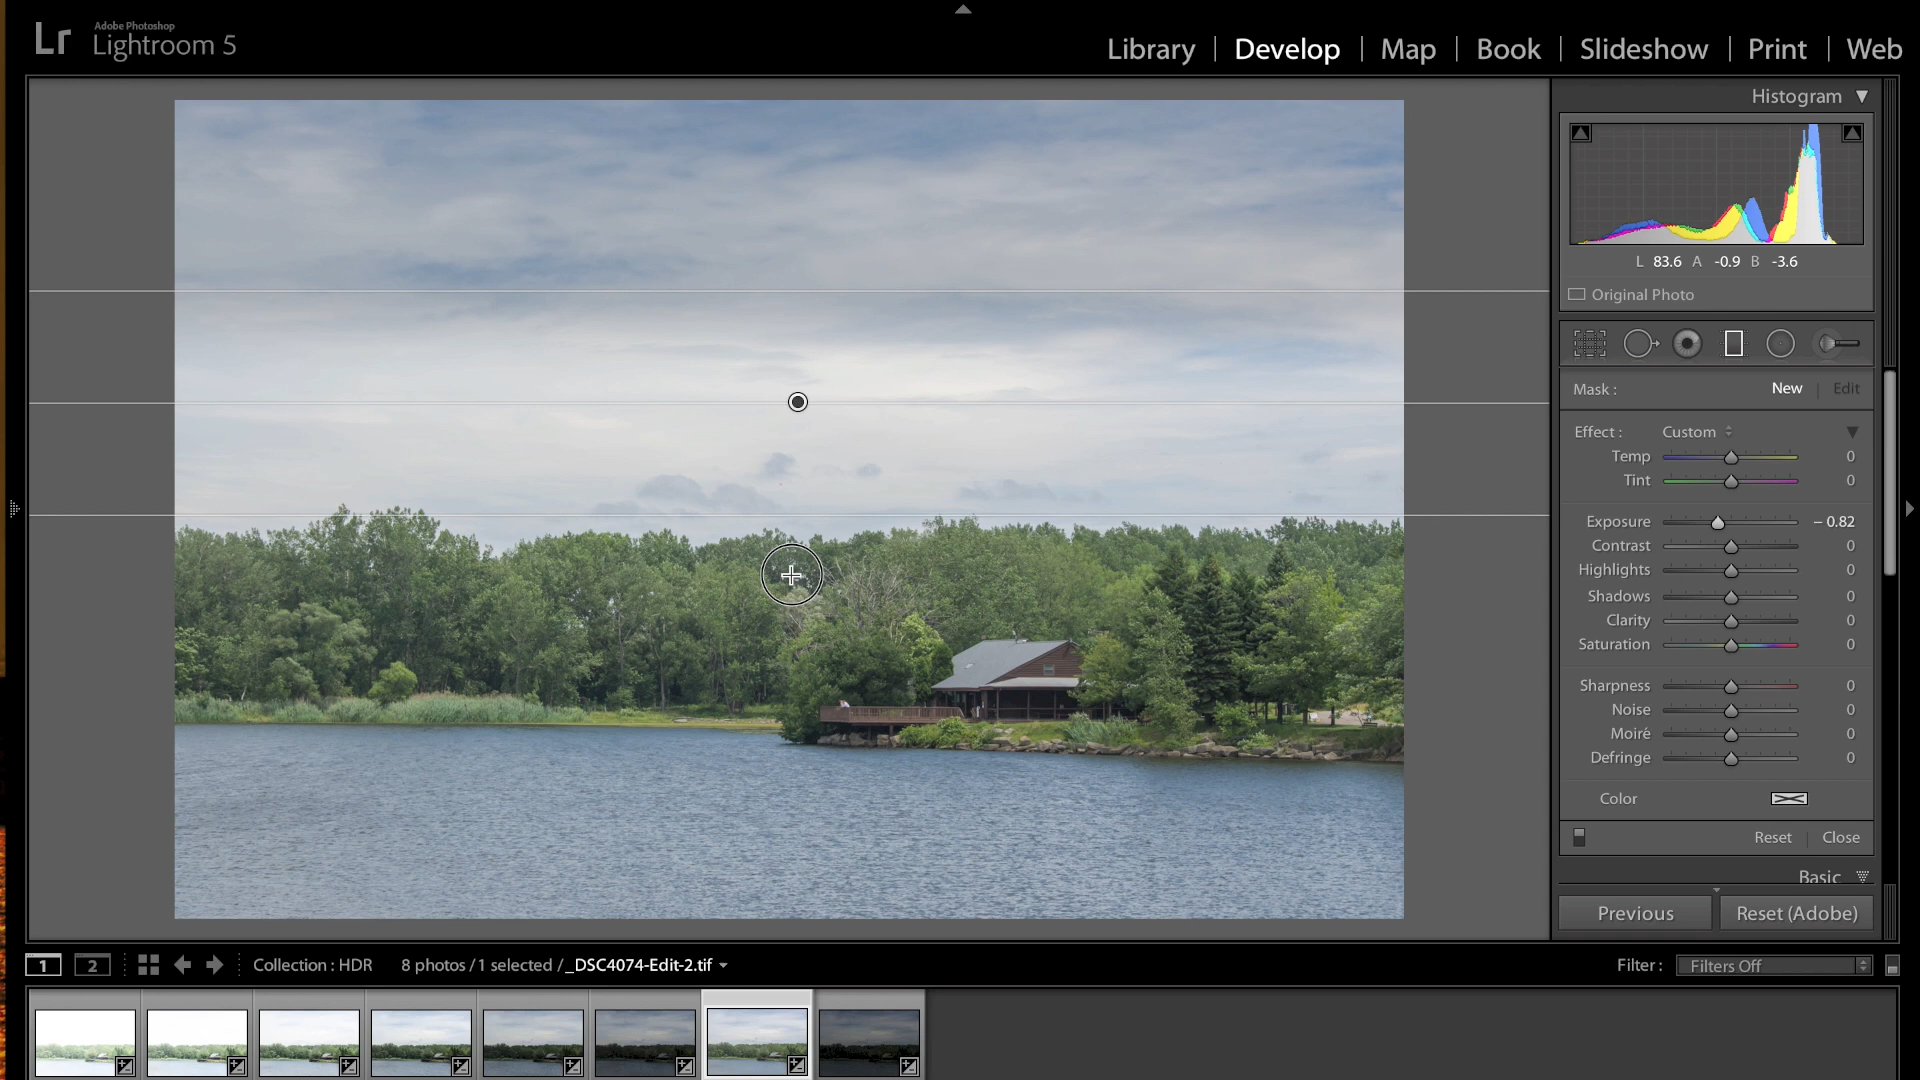 Lr Adobe Photoshop
Lightroom 5
Library | Develop | Map | Book | Slideshow | Print | Web
Histogram
L 83.6 A -0.9 B -3.6
Original Photo
Mask : New | Edit
Effect : Custom
Temp 0
Tint 0
Exposure – 0.82
Contrast 0
Highlights 0
Shadows 0
Clarity 0
Saturation 0
Sharpness 0
Noise 0
Moiré 0
Defringe 0
Color
Reset | Close
Basic
Previous Reset (Adobe)
1 2 Collection : HDR 8 photos / 1 selected / _DSC4074-Edit-2.tif Filter : Filters Off